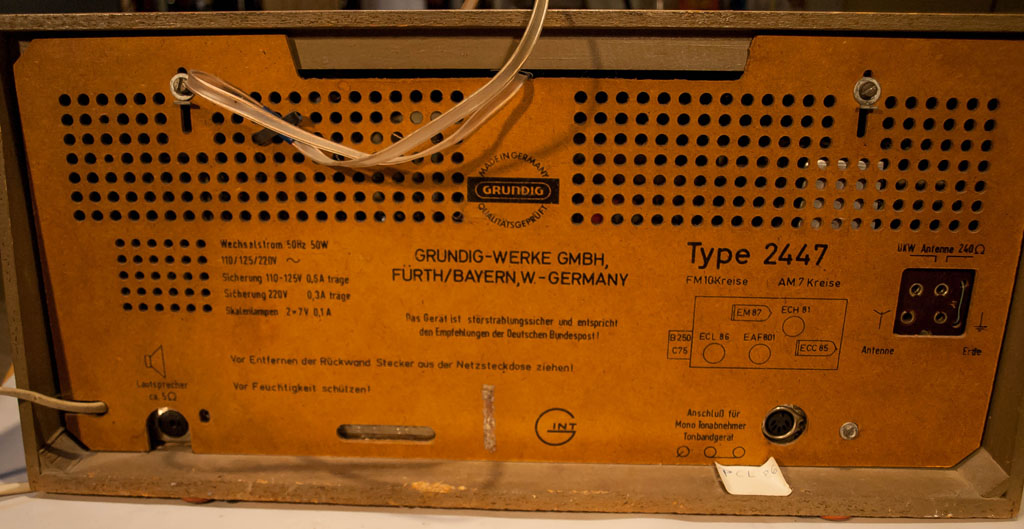 MADE IN GERMANY
GRUNDIG
QUALITÄTSGEPRÜFT
Wechselstrom 50Hz 50W
110/125/220V ~
Sicherung 110-125V 0,6A träge
Sicherung 220V 0,3A träge
Skalenlampen 2×7V 0,1A
GRUNDIG-WERKE GMBH,
FÜRTH/BAYERN, W.-GERMANY
Das Gerät ist störstrahlungssicher und entspricht
den Empfehlungen der Deutschen Bundespost!
Type 2447
FM 10 Kreise AM 7 Kreise
EM 87 ECH 81
B250
C75
ECL 86 EAF 801
ECC 85
UKW Antenne 240Ω
Antenne Erde
Vor Entfernen der Rückwand Stecker aus der Netzsteckdose ziehen!
Vor Feuchtigkeit schützen!
Lautsprecher
ca. 5Ω
G INT
Anschluß für
Mono Tonabnehmer
Tonbandgerät